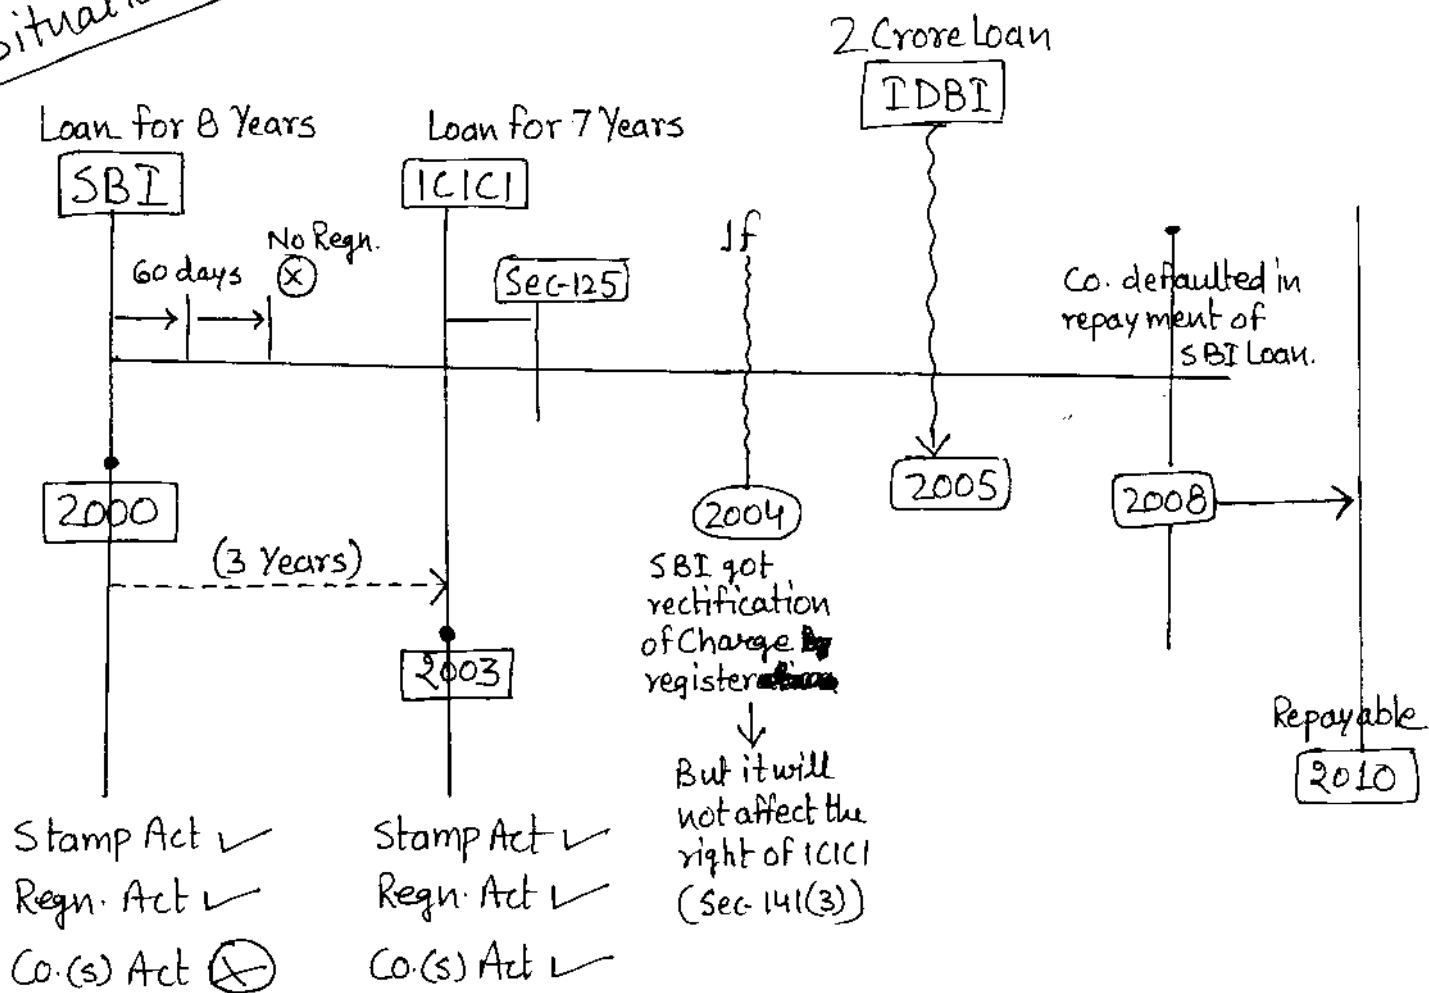 Situati
2 Crore Loan
IDBI
Loan for 8 Years
Loan for 7 Years
SBI
ICICI
No Regn.
60 days
Sec-125
If
Co. defaulted in
repayment of
SBI Loan.
2000
2003
2004
2005
2008
2010
(3 Years)
SBI got
rectification
of Charge
register
But it will
not affect the
right of ICICI
(Sec-141(3))
Repayable
Stamp Act ✓
Regn. Act ✓
Co.(s) Act ⊗
Stamp Act ✓
Regn. Act ✓
Co.(s) Act ✓